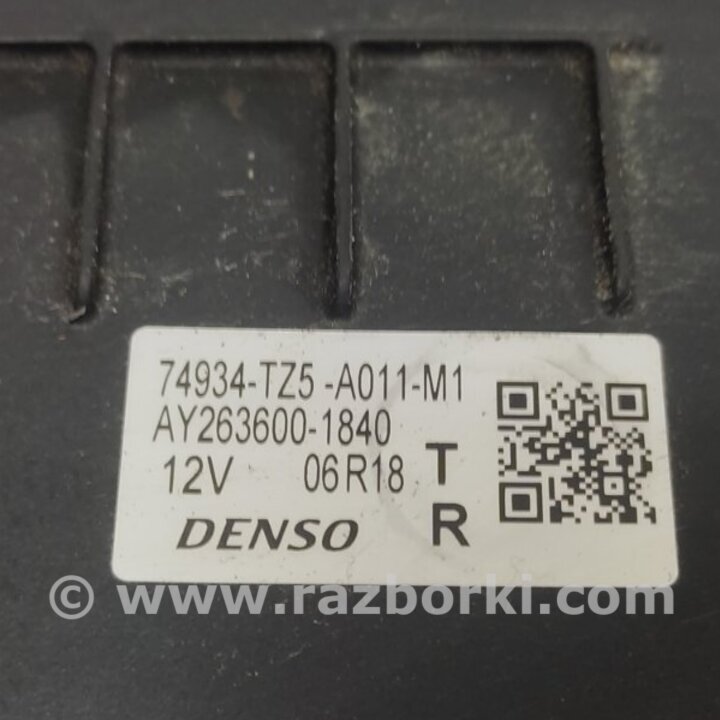 74934-TZ5-A011-M1
AY263600-1840
12V 06R18 T
DENSO R
© www.razborki.com